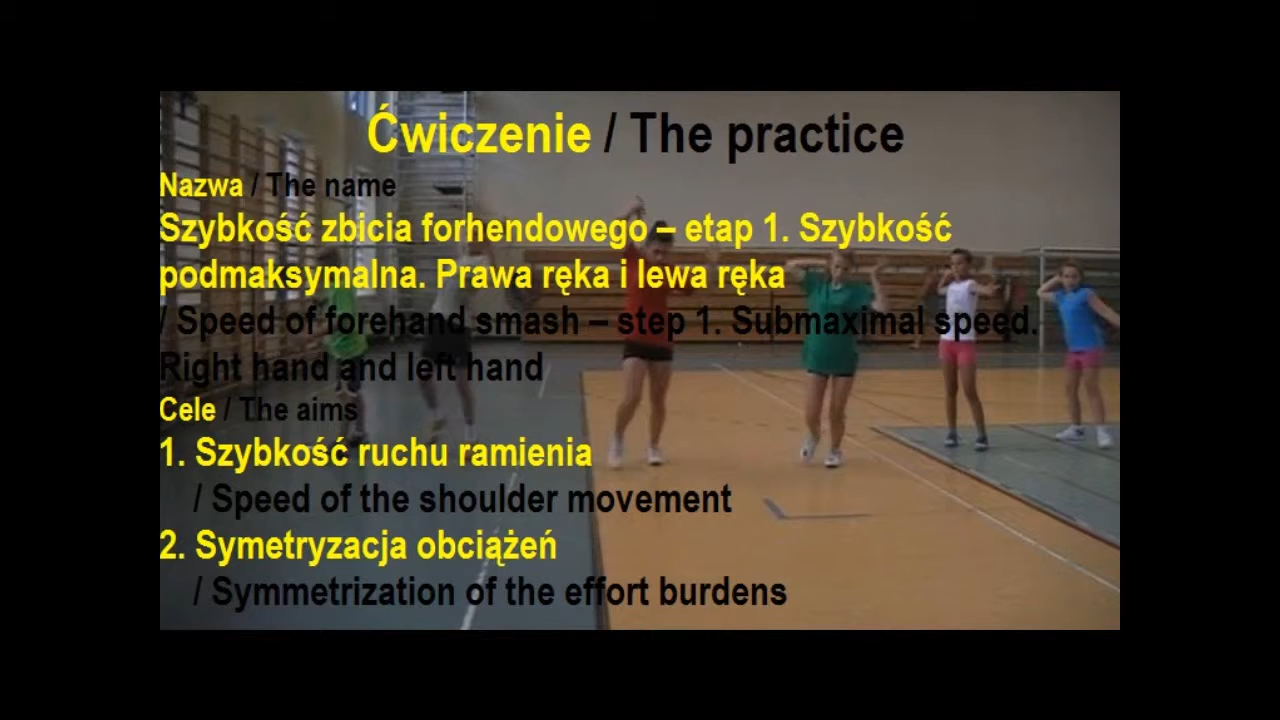 Ćwiczenie / The practice
Nazwa / The name
Szybkość zbicia forhendowego – etap 1. Szybkość
podmaksymalna. Prawa ręka i lewa ręka
/ Speed of forehand smash – step 1. Submaximal speed.
Right hand and left hand
Cele / The aims
1. Szybkość ruchu ramienia
/ Speed of the shoulder movement
2. Symetryzacja obciążeń
/ Symmetrization of the effort burdens